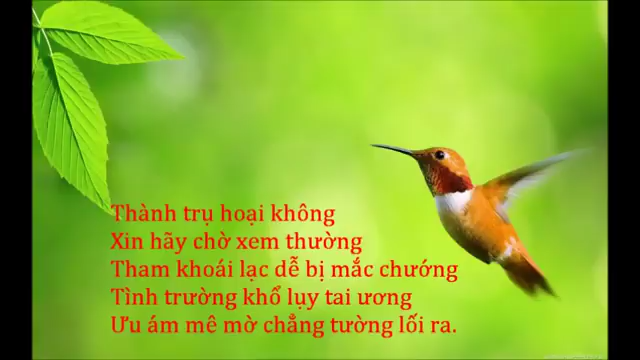 Thành trụ hoại không
Xin hãy chờ xem thường
Tham khoái lạc dễ bị mắc chướng
Tình trường khổ lụy tai ương
Ưu ám mê mờ chẳng tường lối ra.